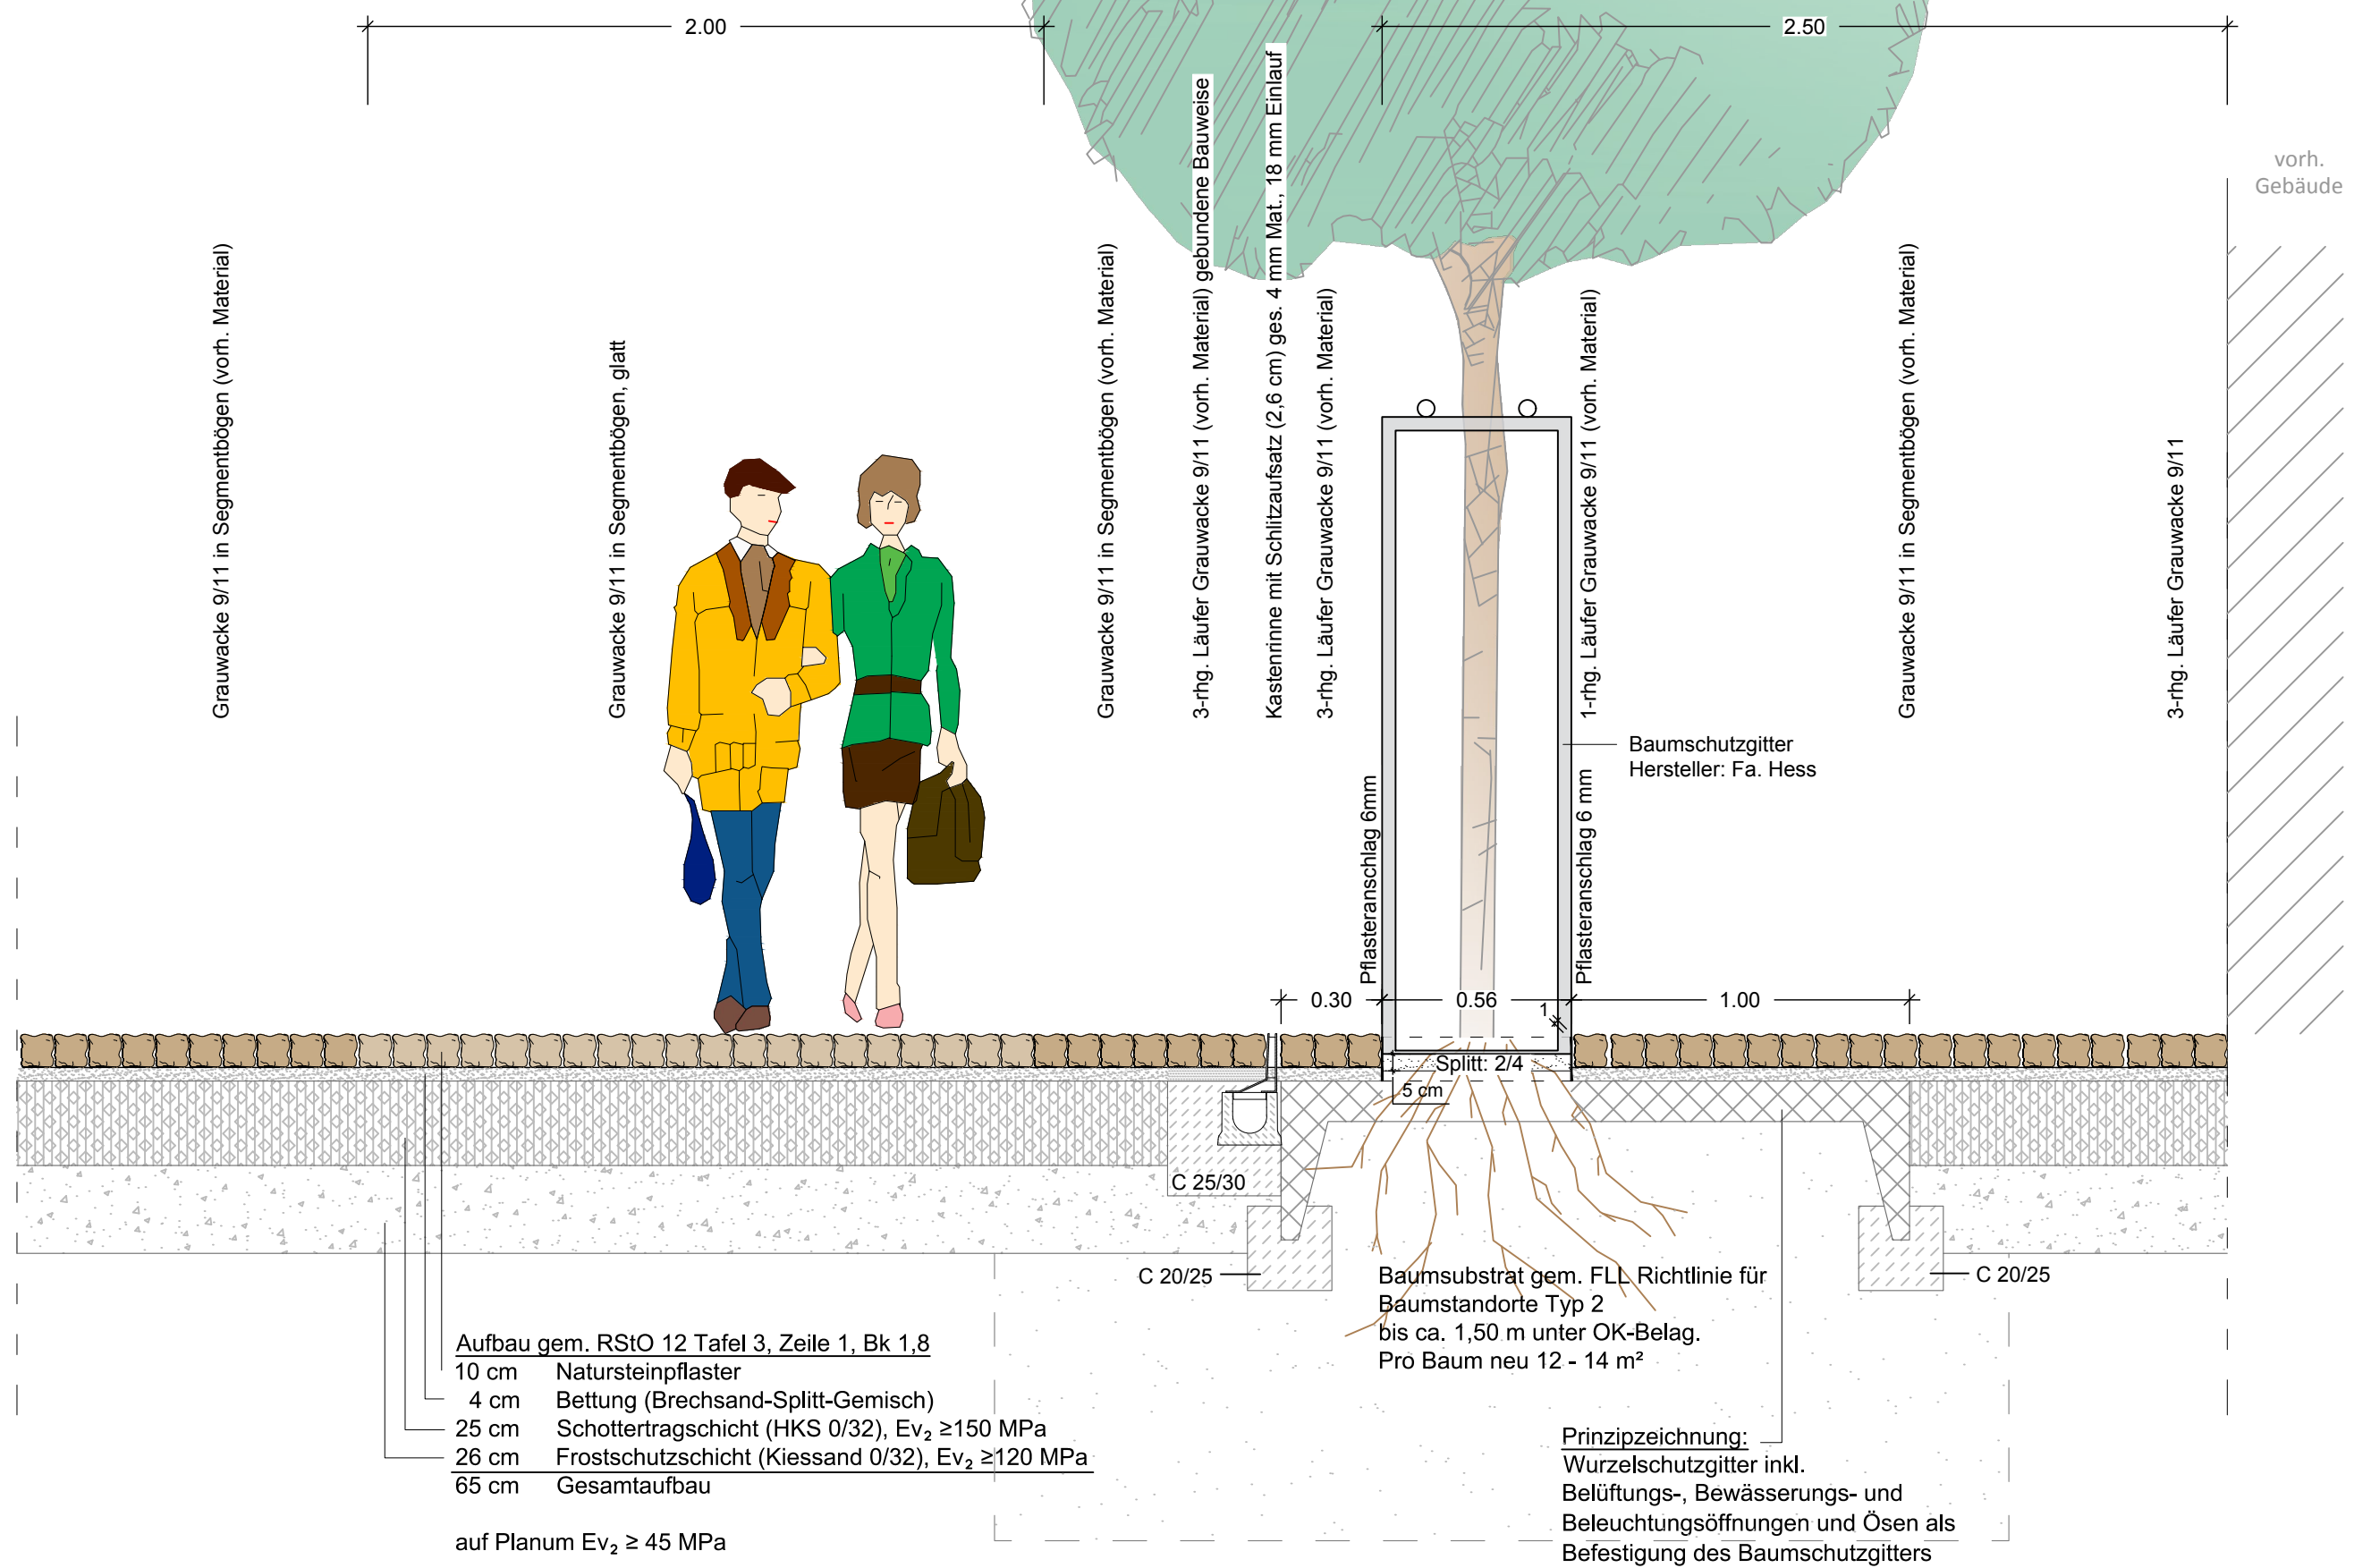 2.00
2.50
vorh.
Gebäude
Grauwacke 9/11 in Segmentbögen (vorh. Material)
Grauwacke 9/11 in Segmentbögen, glatt
Grauwacke 9/11 in Segmentbögen (vorh. Material)
3-rhg. Läufer Grauwacke 9/11 (vorh. Material) gebundene Bauweise
Kastenrinne mit Schlitzaufsatz (2,6 cm) ges. 4 mm Mat., 18 mm Einlauf
3-rhg. Läufer Grauwacke 9/11 (vorh. Material)
1-rhg. Läufer Grauwacke 9/11 (vorh. Material)
Grauwacke 9/11 in Segmentbögen (vorh. Material)
3-rhg. Läufer Grauwacke 9/11
Baumschutzgitter
Hersteller: Fa. Hess
Pflasteranschlag 6mm
Pflasteranschlag 6 mm
0.30
0.56
1.00
1
Splitt: 2/4
5 cm
C 25/30
C 20/25
C 20/25
Baumsubstrat gem. FLL Richtlinie für
Baumstandorte Typ 2
bis ca. 1,50 m unter OK-Belag.
Pro Baum neu 12 - 14 m²
Aufbau gem. RStO 12 Tafel 3, Zeile 1, Bk 1,8
10 cm Natursteinpflaster
4 cm Bettung (Brechsand-Splitt-Gemisch)
25 cm Schottertragschicht (HKS 0/32), Ev₂ ≥150 MPa
26 cm Frostschutzschicht (Kiessand 0/32), Ev₂ ≥120 MPa
65 cm Gesamtaufbau
auf Planum Ev₂ ≥ 45 MPa
Prinzipzeichnung:
Wurzelschutzgitter inkl.
Belüftungs-, Bewässerungs- und
Beleuchtungsöffnungen und Ösen als
Befestigung des Baumschutzgitters